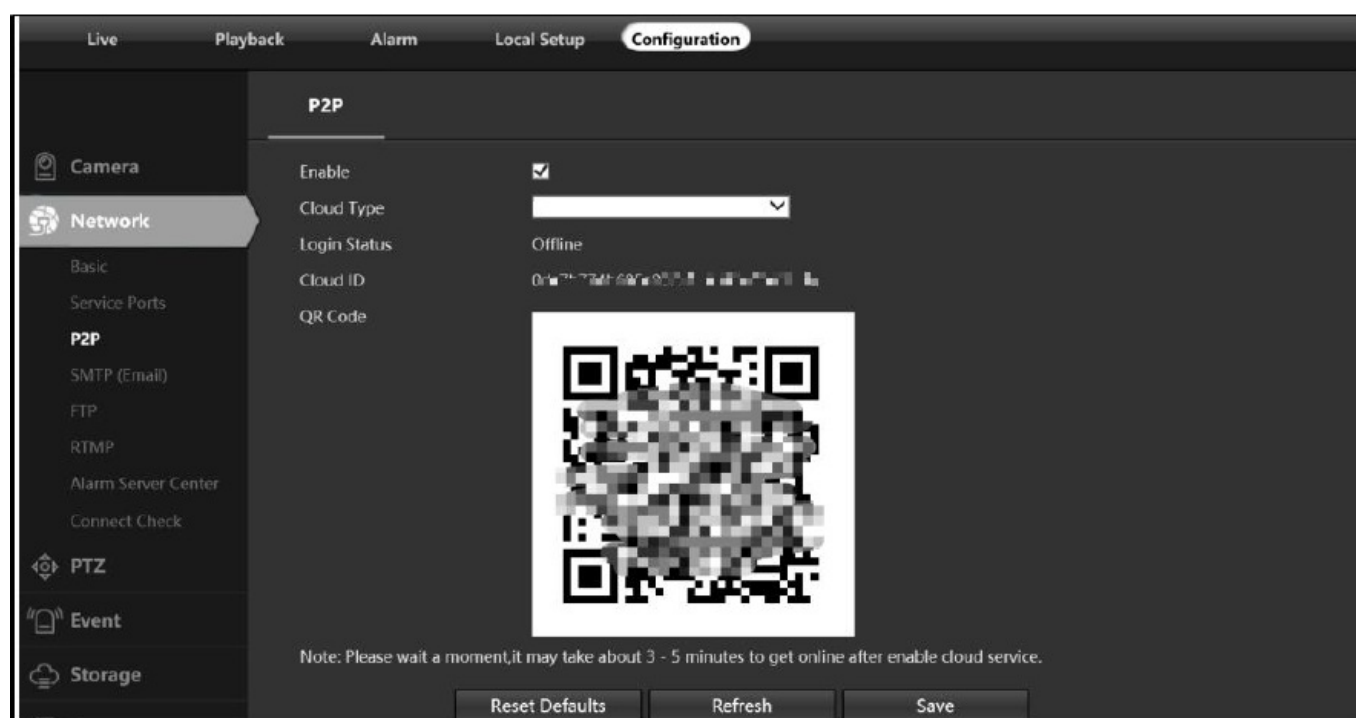 Live Playback Alarm Local Setup Configuration
P2P
Camera
Network
Basic
Service Ports
P2P
SMTP (Email)
FTP
RTMP
Alarm Server Center
Connect Check
PTZ
Event
Storage
Enable
Cloud Type
Login Status Offline
Cloud ID
QR Code
Note: Please wait a moment,it may take about 3 - 5 minutes to get online after enable cloud service.
Reset Defaults Refresh Save